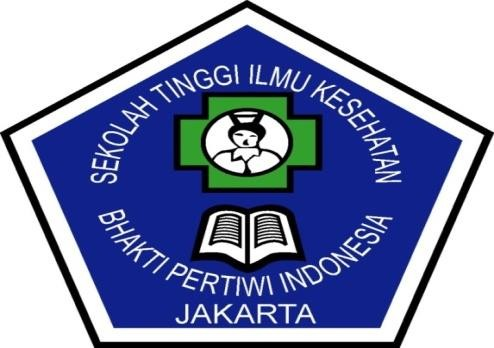 SEKOLAH TINGGI ILMU KESEHATAN
BHAKTI PERTIWI INDONESIA
JAKARTA